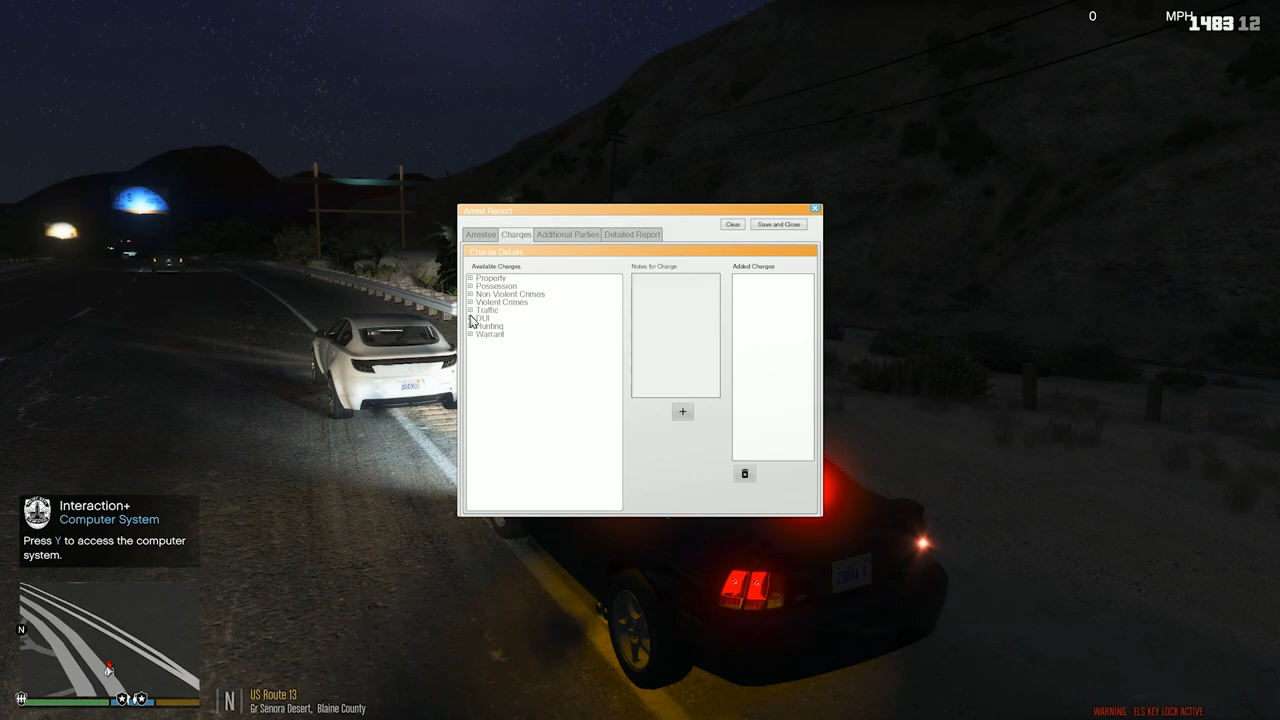 0 MPH
1483 12
Arrest Report
Clear Save and Close
Arrestee Charges Additional Parties Detailed Report
Charge Details
Available Charges Notes for Charge Added Charges
Property
Possession
Non Violent Crimes
Violent Crimes
Traffic
DUI
Hunting
Warrant
+
Interaction+
Computer System
Press Y to access the computer
system.
N
N US Route 13
Gr Senora Desert, Blaine County
WARNING - ELS KEY LOCK ACTIVE